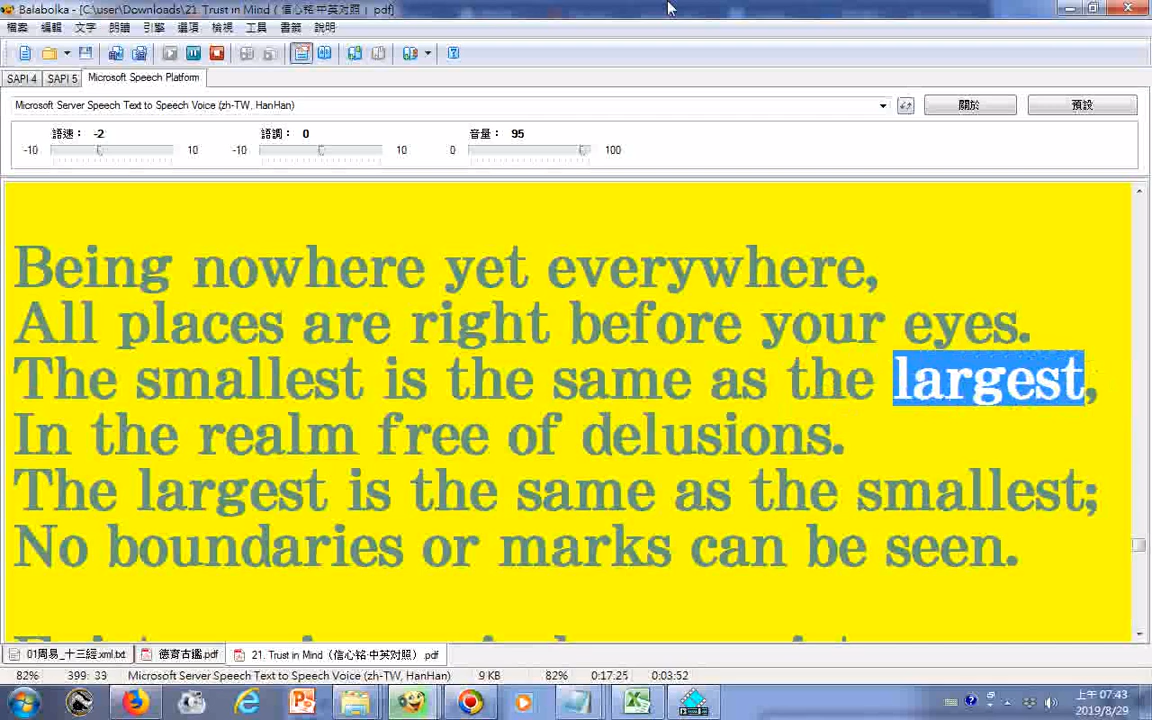 Balabolka - [C:\user\Downloads\21. Trust in Mind（信心铭·中英对照）.pdf]
檔案 編輯 文字 朗讀 引擎 選項 檢視 工具 書籤 說明
SAPI 4 SAPI 5 Microsoft Speech Platform
Microsoft Server Speech Text to Speech Voice (zh-TW, HanHan) 關於 預設
語速： -2 語調： 0 音量： 95
-10 10 -10 10 0 100
Being nowhere yet everywhere,
All places are right before your eyes.
The smallest is the same as the largest,
In the realm free of delusions.
The largest is the same as the smallest;
No boundaries or marks can be seen.
01周易_十三經.xml.txt 德育古鑑.pdf 21. Trust in Mind（信心铭·中英对照）.pdf
82% 399: 33 Microsoft Server Speech Text to Speech Voice (zh-TW, HanHan) 9 KB 82% 0:17:25 0:03:52
上午 07:43
2019/8/29